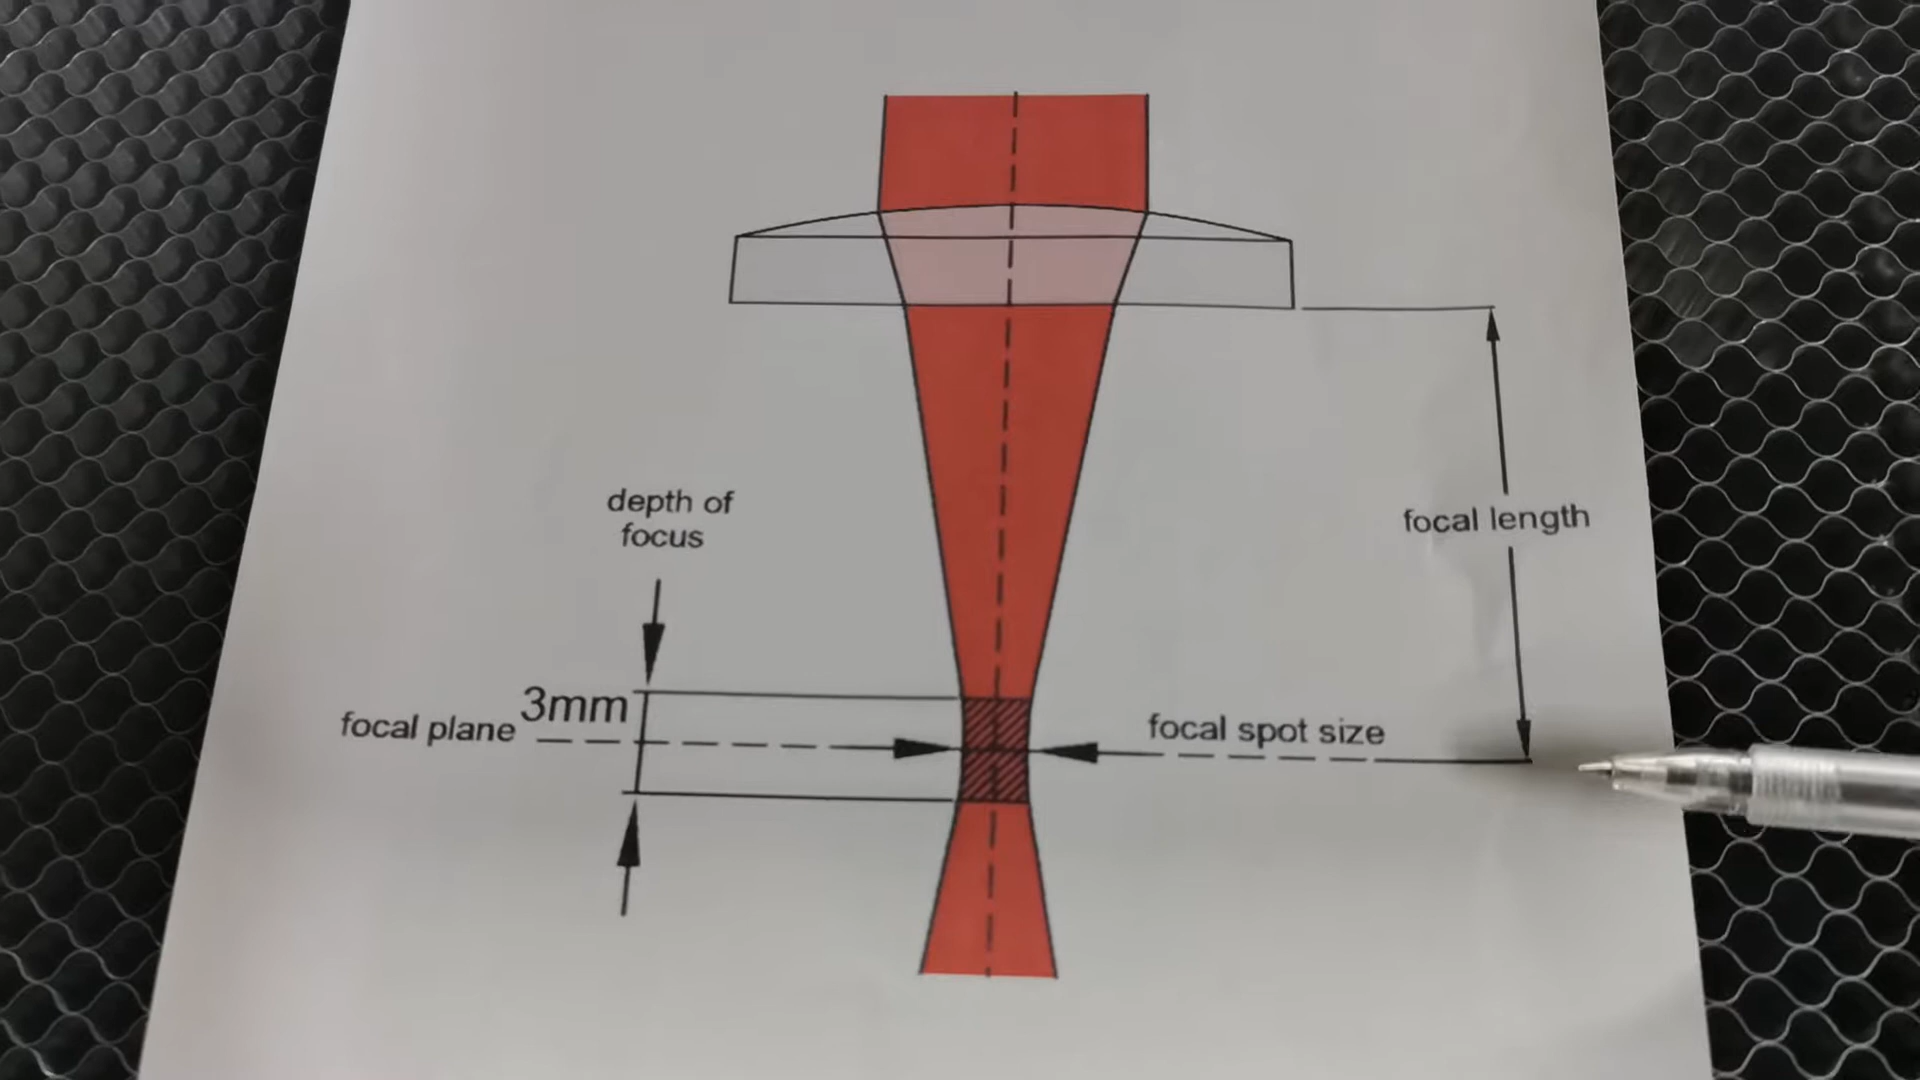 depth of
focus
focal length
3mm
focal plane
focal spot size